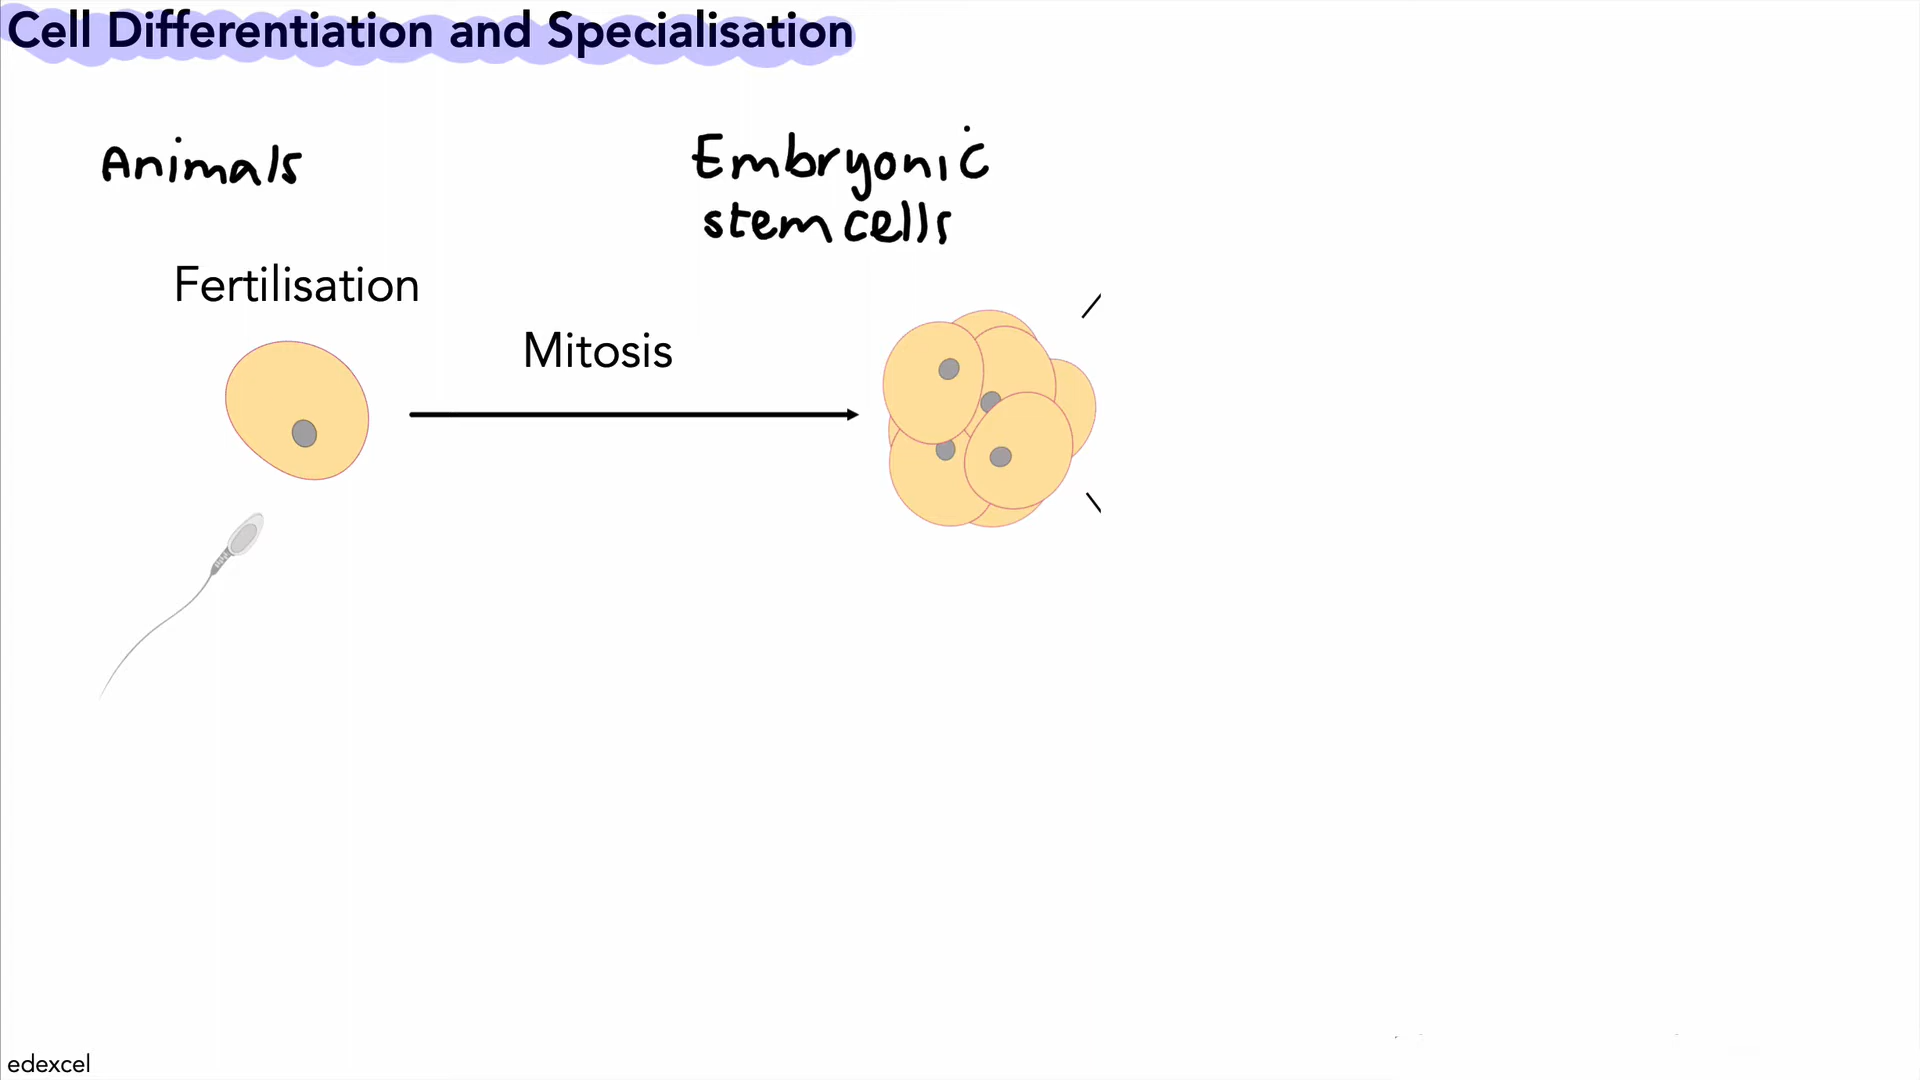 Cell Differentiation and Specialisation
Animals
Embryonic
stem cells
Fertilisation
Mitosis
edexcel